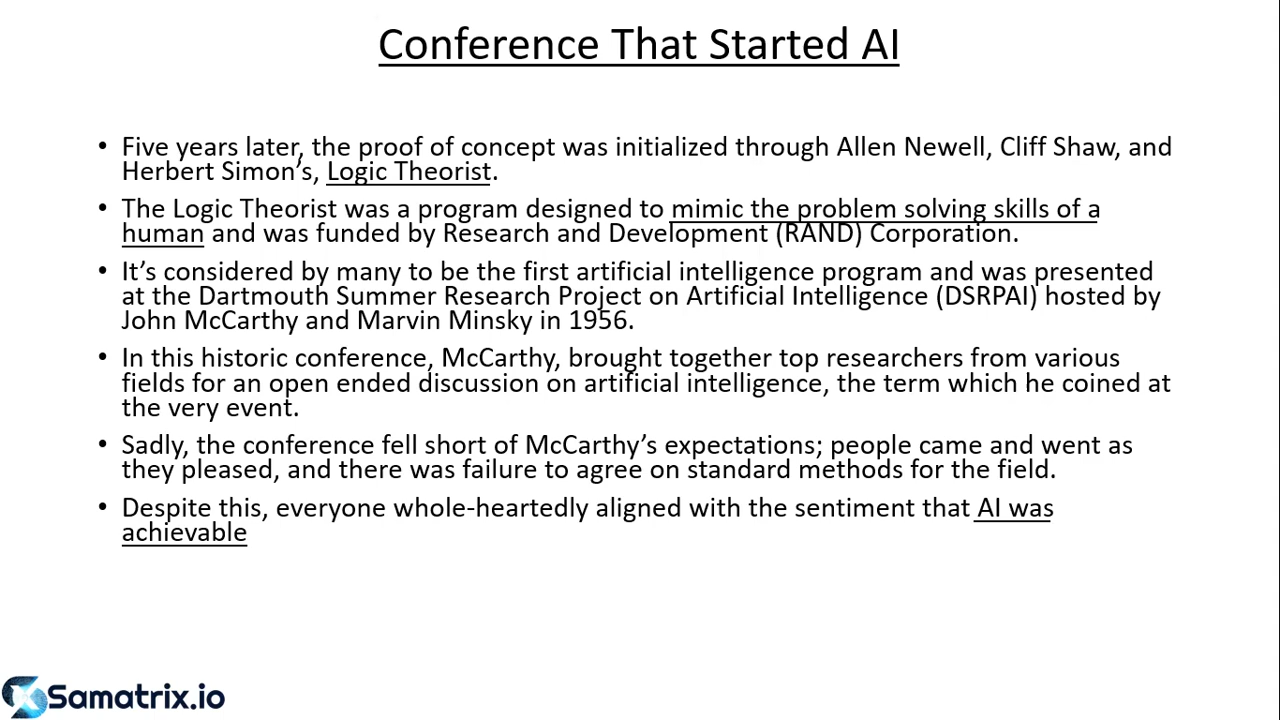 Conference That Started AI
• Five years later, the proof of concept was initialized through Allen Newell, Cliff Shaw, and
Herbert Simon’s, Logic Theorist.
• The Logic Theorist was a program designed to mimic the problem solving skills of a
human and was funded by Research and Development (RAND) Corporation.
• It’s considered by many to be the first artificial intelligence program and was presented
at the Dartmouth Summer Research Project on Artificial Intelligence (DSRPAI) hosted by
John McCarthy and Marvin Minsky in 1956.
• In this historic conference, McCarthy, brought together top researchers from various
fields for an open ended discussion on artificial intelligence, the term which he coined at
the very event.
• Sadly, the conference fell short of McCarthy’s expectations; people came and went as
they pleased, and there was failure to agree on standard methods for the field.
• Despite this, everyone whole-heartedly aligned with the sentiment that AI was
achievable
Samatrix.io